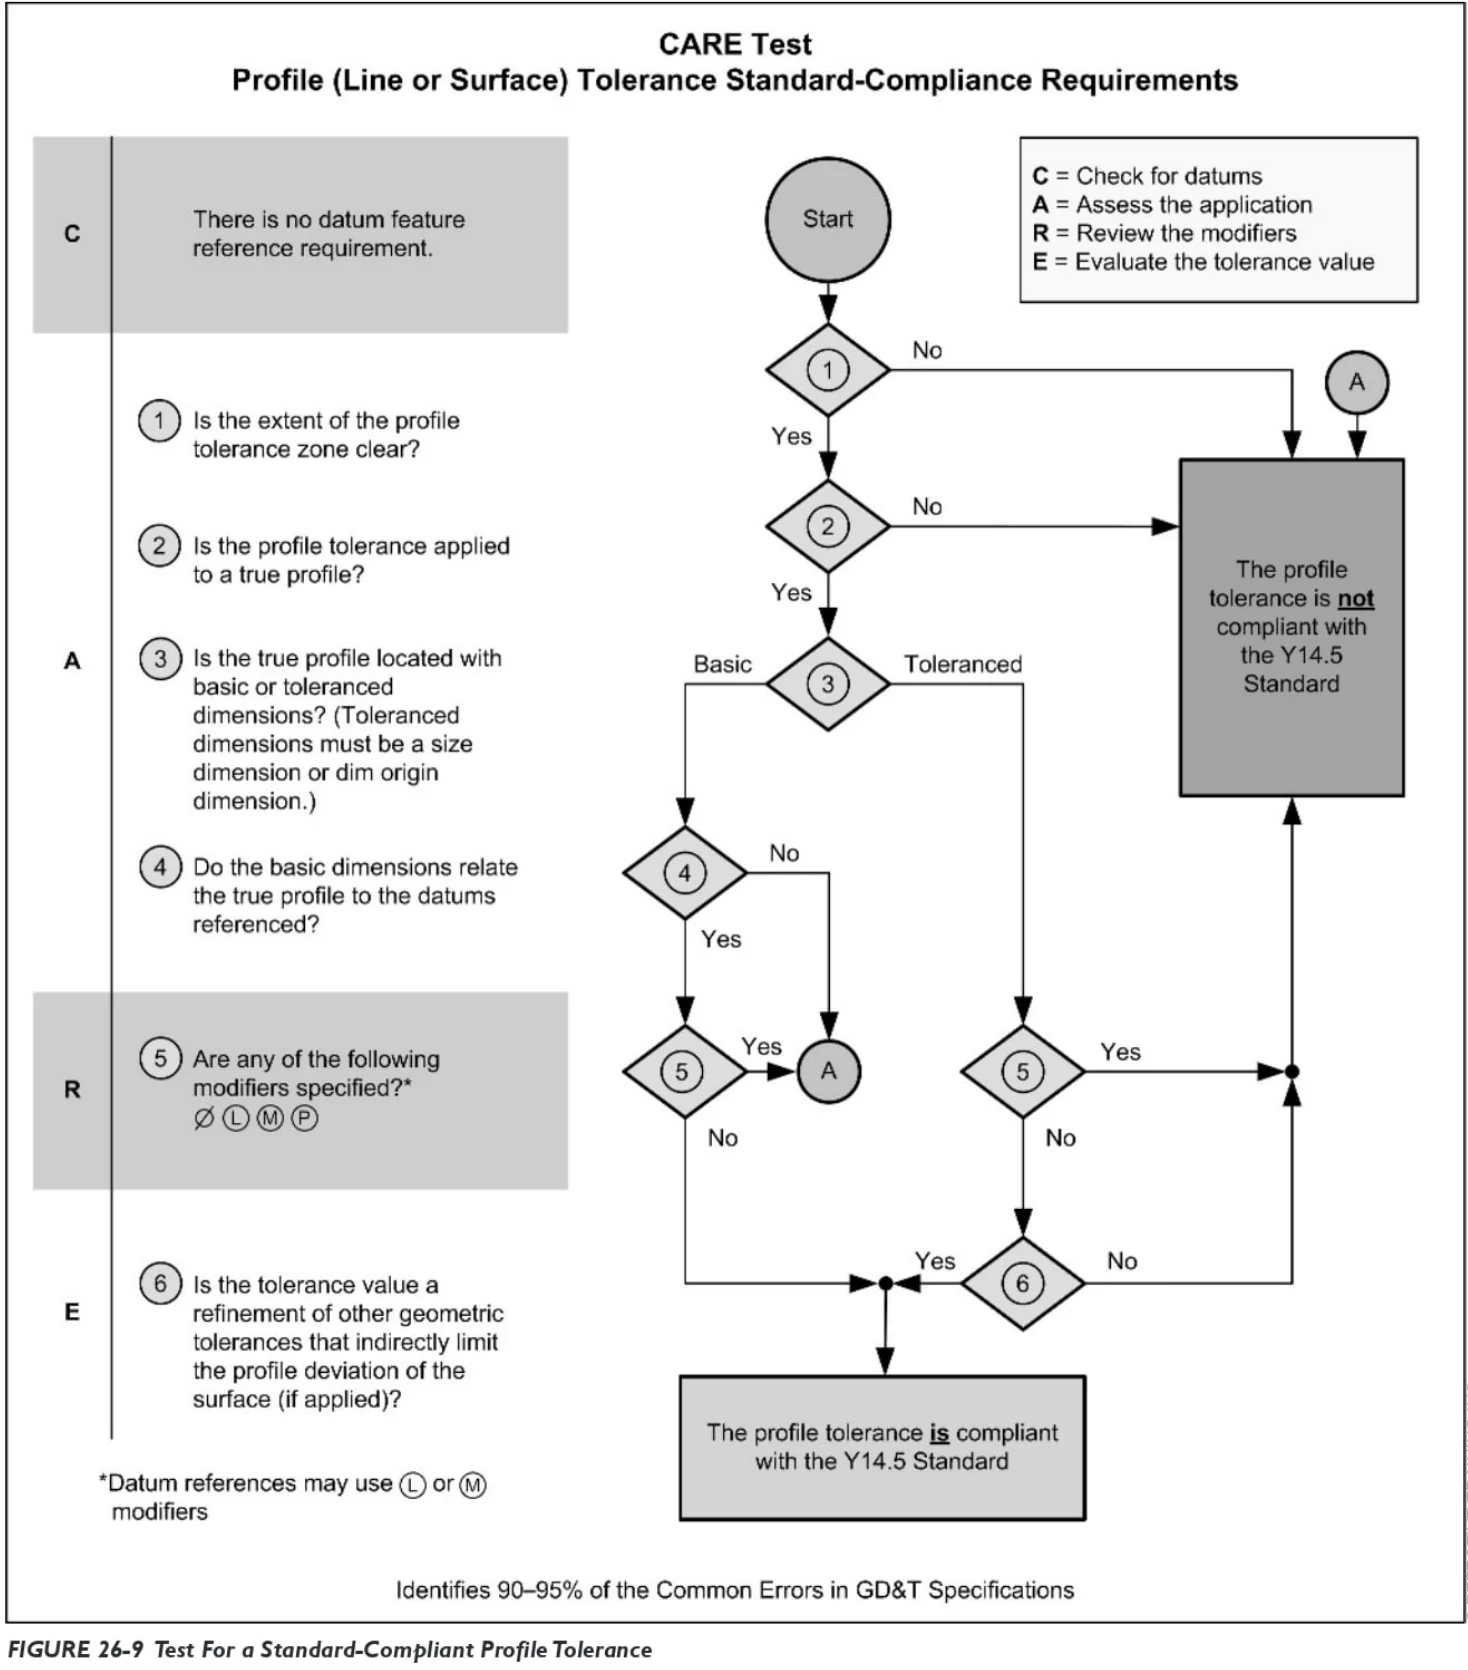 CARE Test
Profile (Line or Surface) Tolerance Standard-Compliance Requirements
C
There is no datum feature
reference requirement.
Start
C = Check for datums
A = Assess the application
R = Review the modifiers
E = Evaluate the tolerance value
A
1 Is the extent of the profile
tolerance zone clear?
2 Is the profile tolerance applied
to a true profile?
3 Is the true profile located with
basic or toleranced
dimensions? (Toleranced
dimensions must be a size
dimension or dim origin
dimension.)
4 Do the basic dimensions relate
the true profile to the datums
referenced?
R
5 Are any of the following
modifiers specified?*
∅ Ⓛ Ⓜ Ⓟ
E
6 Is the tolerance value a
refinement of other geometric
tolerances that indirectly limit
the profile deviation of the
surface (if applied)?
*Datum references may use Ⓛ or Ⓜ
modifiers
1
No
Yes
A
2
No
Yes
The profile
tolerance is not
compliant with
the Y14.5
Standard
Basic
3
Toleranced
4
No
Yes
5
Yes
A
No
5
Yes
No
6
Yes
No
The profile tolerance is compliant
with the Y14.5 Standard
Identifies 90–95% of the Common Errors in GD&T Specifications
FIGURE 26-9 Test For a Standard-Compliant Profile Tolerance